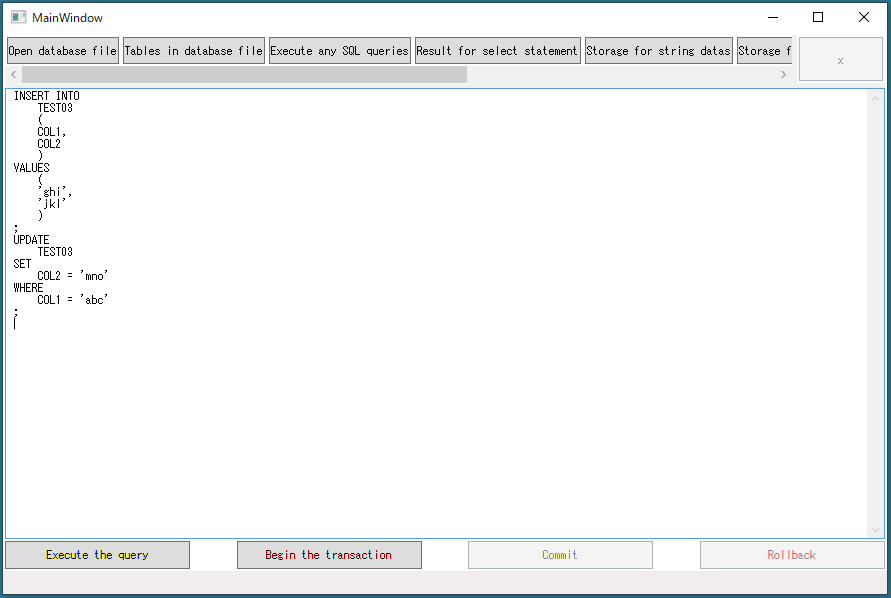 MainWindow
Open database file Tables in database file Execute any SQL queries Result for select statement Storage for string datas Storage f
x
INSERT INTO
    TEST03
    (
    COL1,
    COL2
    )
VALUES
    (
    'ghi',
    'jkl'
    )
;
UPDATE
    TEST03
SET
    COL2 = 'mno'
WHERE
    COL1 = 'abc'
;
Execute the query Begin the transaction Commit Rollback